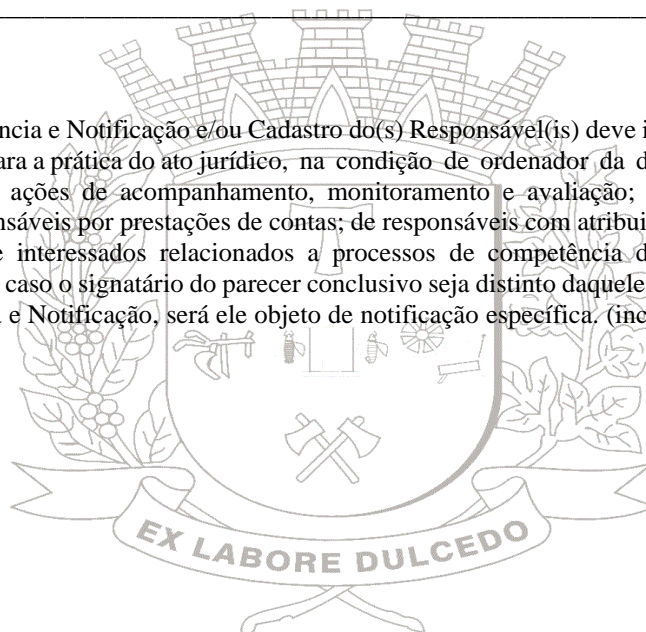 ncia e Notificação e/ou Cadastro do(s) Responsável(is) deve i
ara a prática do ato jurídico, na condição de ordenador da d
ações de acompanhamento, monitoramento e avaliação;
nsáveis por prestações de contas; de responsáveis com atribui
e interessados relacionados a processos de competência d
caso o signatário do parecer conclusivo seja distinto daquele
a e Notificação, será ele objeto de notificação específica. (inc
EX LABORE DULCEDO